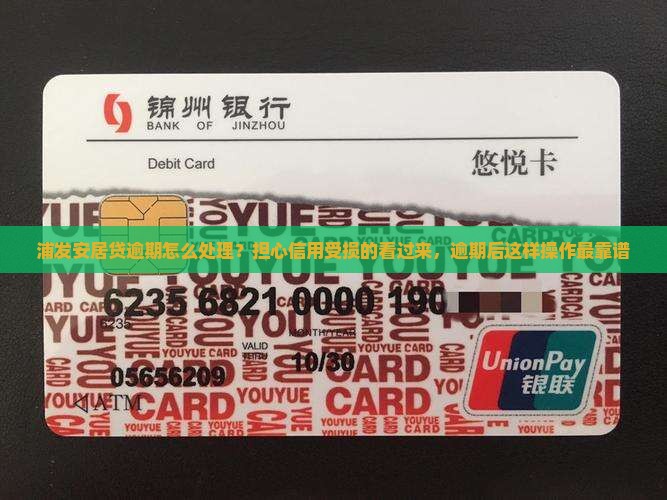 锦州银行
BANK OF JINZHOU
Debit Card
悠悦卡
浦发安居贷逾期怎么处理？担心信用受损的看过来，逾期后这样操作最靠谱
6235 6821 0000 190
6235
MONTH/YEAR
VALID
THRU
10/30
05656209
ATM
YOUYUE CARD
UnionPay
银联